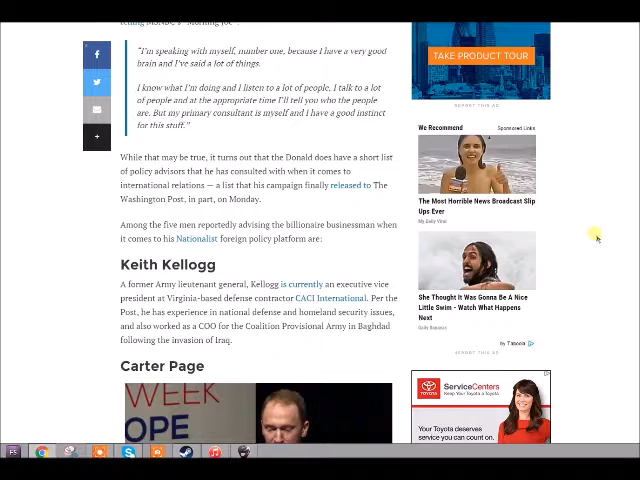 telling MSNBC's "Morning Joe".
"I'm speaking with myself, number one, because I have a very good
brain and I've said a lot of things.
I know what I'm doing and I listen to a lot of people, I talk to a lot
of people and at the appropriate time I'll tell you who the people
are. But my primary consultant is myself and I have a good instinct
for this stuff."
While that may be true, it turns out that the Donald does have a short list
of policy advisors that he has consulted with when it comes to
international relations — a list that his campaign finally released to The
Washington Post, in part, on Monday.
Among the five men reportedly advising the billionaire businessman when
it comes to his Nationalist foreign policy platform are:
Keith Kellogg
A former Army lieutenant general, Kellogg is currently an executive vice
president at Virginia-based defense contractor CACI International. Per the
Post, he has experience in national defense and homeland security issues,
and also worked as a COO for the Coalition Provisional Army in Baghdad
following the invasion of Iraq.
Carter Page
WEEK
OPE
TAKE PRODUCT TOUR
REPORT THIS AD
We Recommend
Sponsored Links
The Most Horrible News Broadcast Slip
Ups Ever
My Daily Viral
She Thought It Was Gonna Be A Nice
Little Swim - Watch What Happens
Next
Daily Bananas
by Taboola
REPORT THIS AD
TOYOTA
ServiceCenters
Keep Your Toyota a Toyota
Your Toyota deserves
service you can count on.